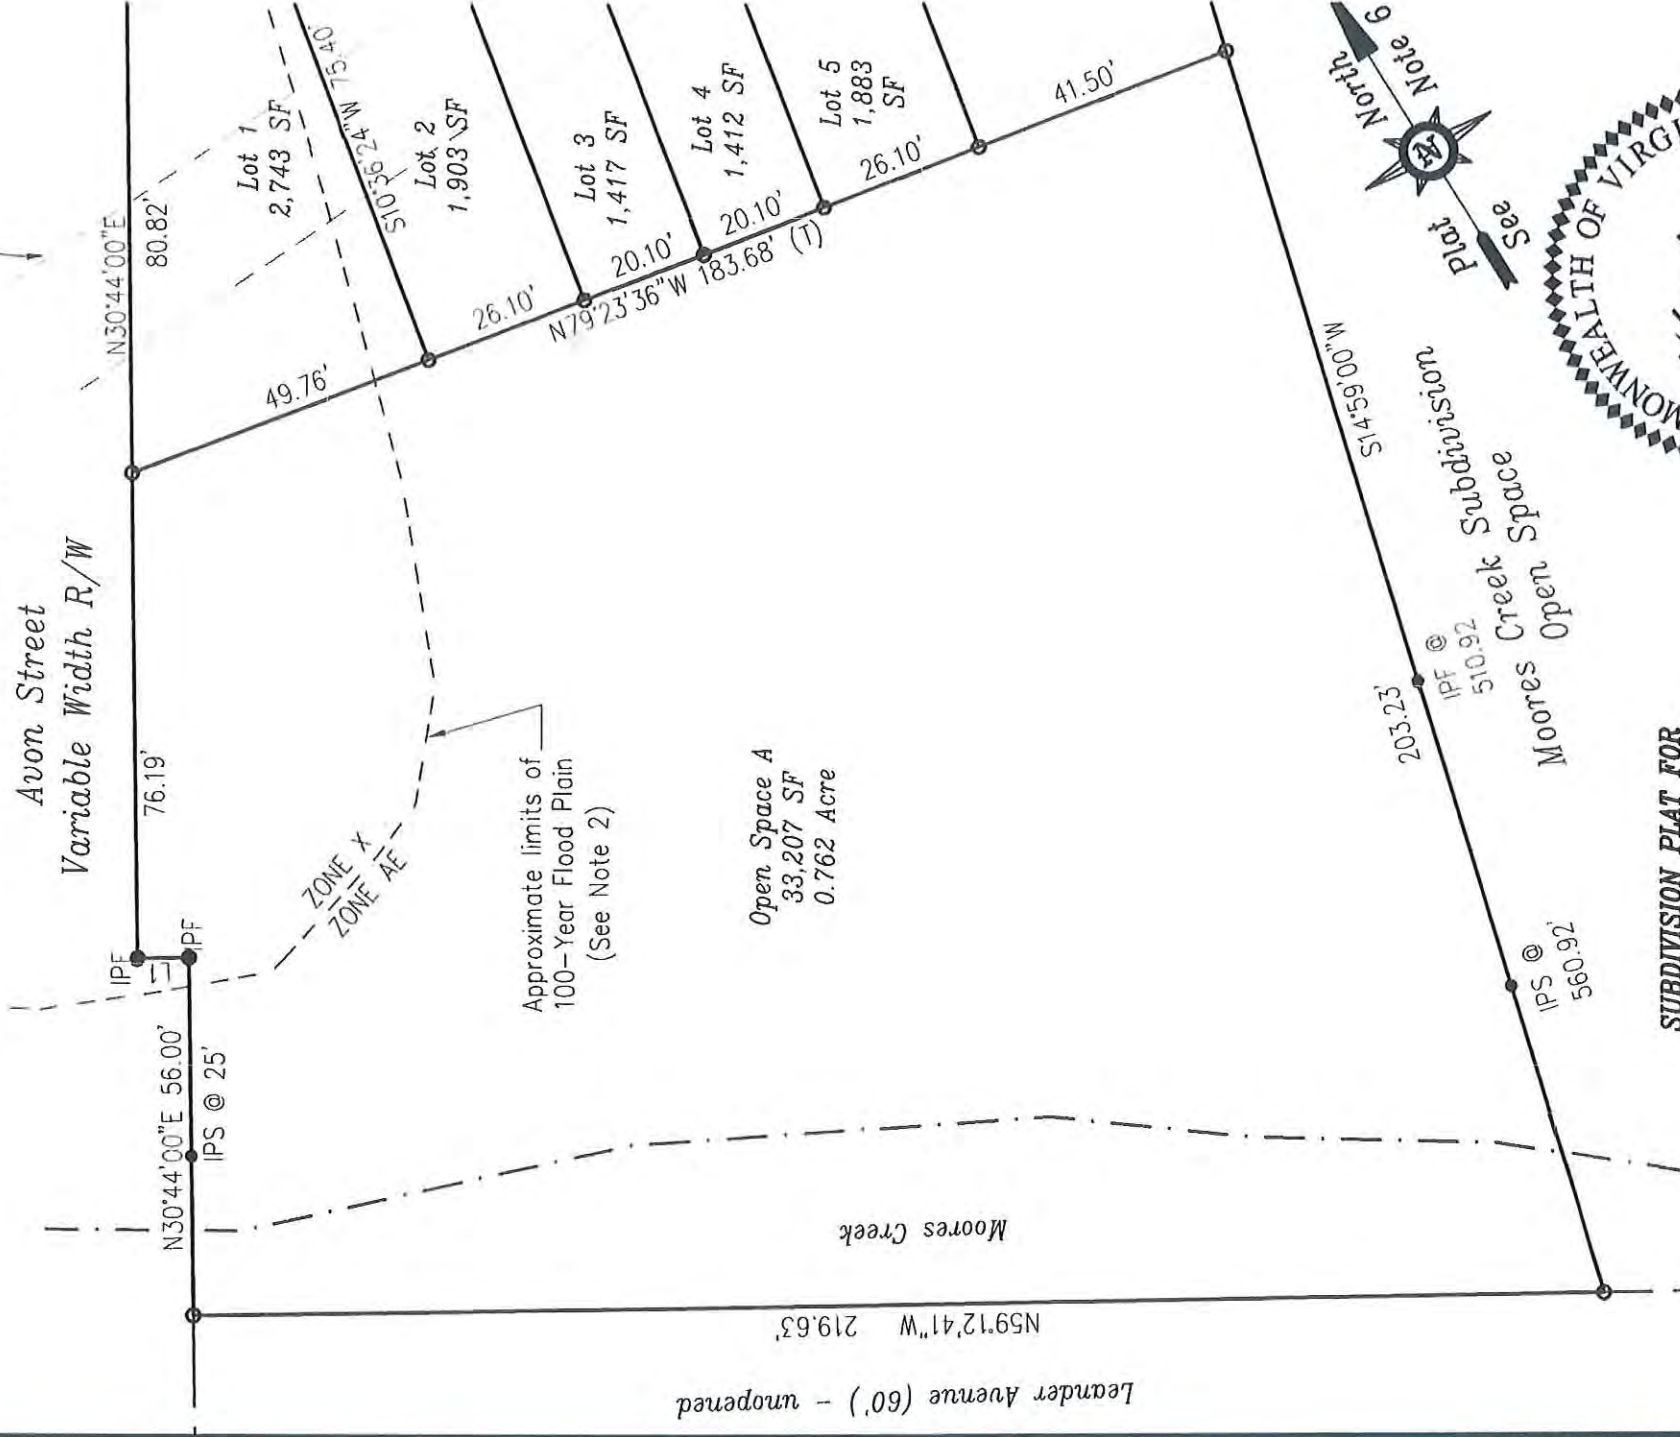 Avon Street
Variable Width R/W
N30°44'00"E
80.82'
76.19'
IPF
L1
IPF
N30°44'00"E 56.00'
IPS @ 25'
Lot 1
2,743 SF
S10°36'24"W 75.40'
Lot 2
1,903 SF
Lot 3
1,417 SF
Lot 4
1,412 SF
Lot 5
1,883
SF
49.76'
26.10'
20.10'
20.10'
26.10'
41.50'
N79°23'36"W 183.68' (T)
ZONE X
ZONE AE
Approximate limits of
100-Year Flood Plain
(See Note 2)
Open Space A
33,207 SF
0.762 Acre
S14°59'00"W
203.23'
IPF @
510.92
IPS @
560.92'
Moores Creek Subdivision
Open Space
Plat North
See Note 6
N
MONWEALTH OF VIRG
SUBDIVISION PLAT FOR
Moores Creek
N59°12'41"W 219.63'
Leander Avenue (60') - unopened